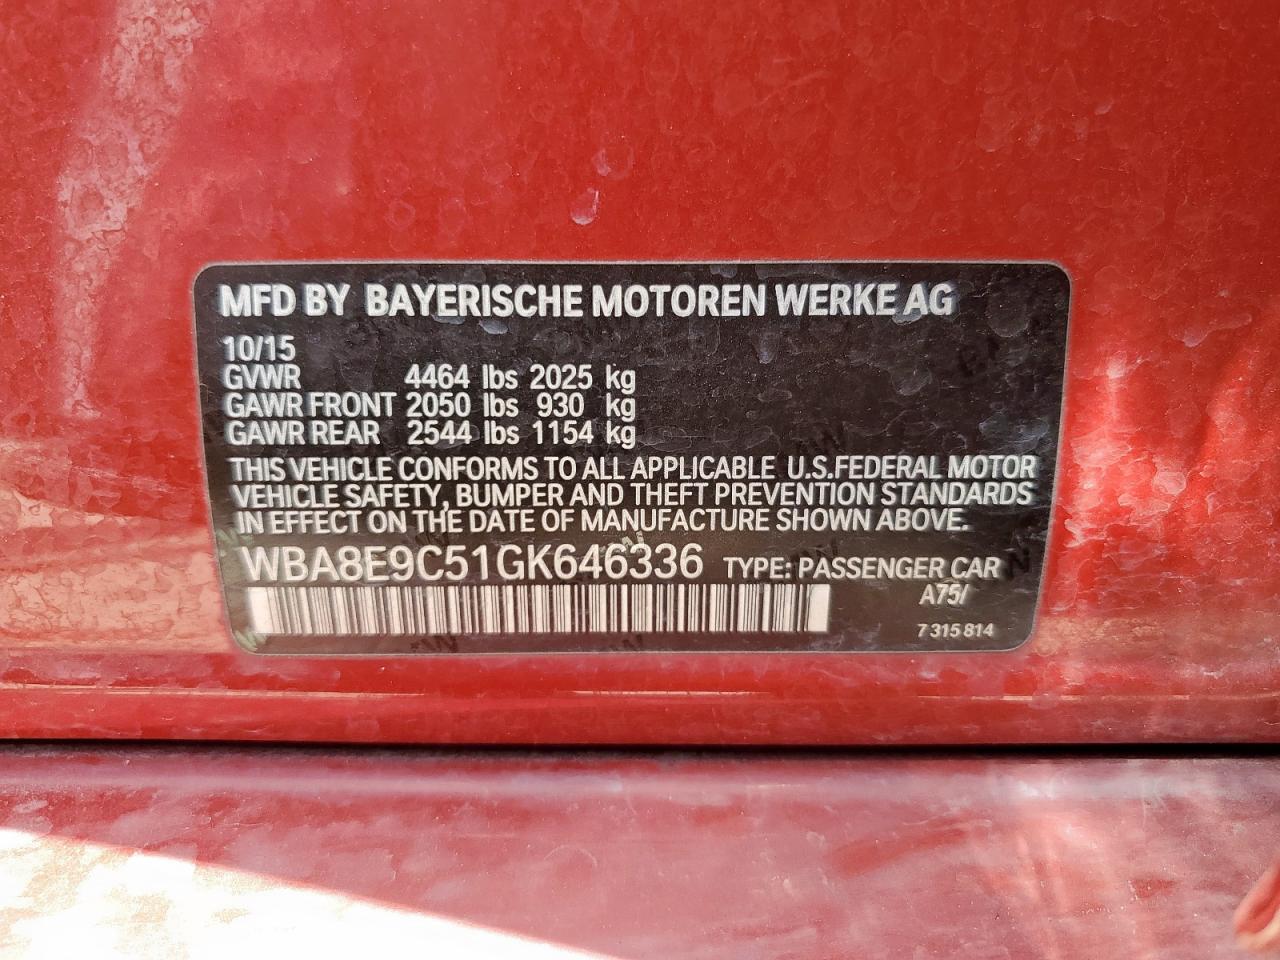 MFD BY BAYERISCHE MOTOREN WERKE AG
10/15
GVWR 4464 lbs 2025 kg
GAWR FRONT 2050 lbs 930 kg
GAWR REAR 2544 lbs 1154 kg
THIS VEHICLE CONFORMS TO ALL APPLICABLE U.S.FEDERAL MOTOR
VEHICLE SAFETY, BUMPER AND THEFT PREVENTION STANDARDS
IN EFFECT ON THE DATE OF MANUFACTURE SHOWN ABOVE.
WBA8E9C51GK646336 TYPE: PASSENGER CAR
A75/
7 315 814